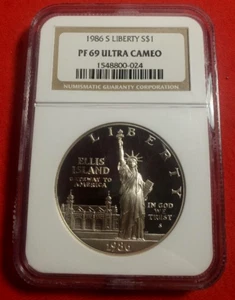 1986 S LIBERTY S$1
PF 69 ULTRA CAMEO
1548800-024
NUMISMATIC GUARANTY CORPORATION
LIBERTY
ELLIS
ISLAND
GATEWAY TO
AMERICA
IN GOD
WE
TRUST
1986